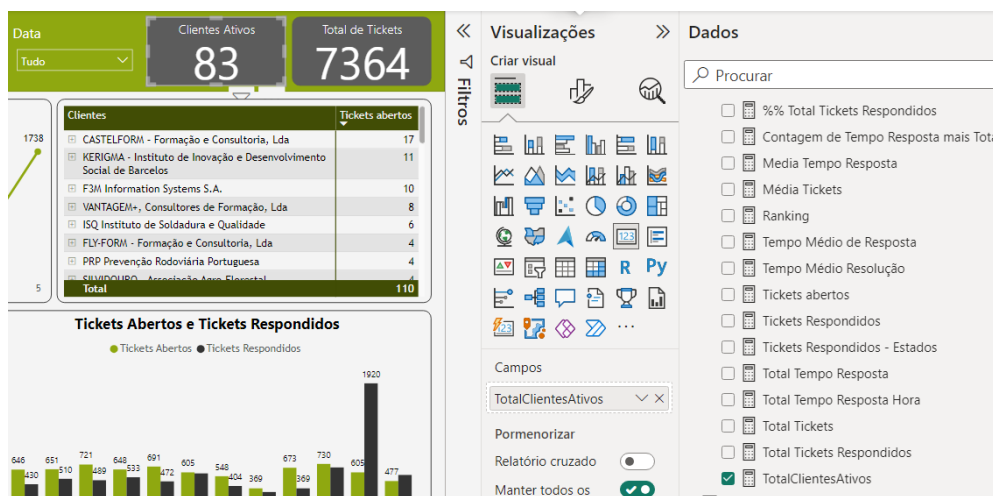 Data
Tudo
Clientes Ativos
83
Total de Tickets
7364
1738
5
Clientes
Tickets abertos
CASTELFORM - Formação e Consultoria, Lda
17
KERIGMA - Instituto de Inovação e Desenvolvimento
Social de Barcelos
11
F3M Information Systems S.A.
10
VANTAGEM+, Consultores de Formação, Lda
8
ISQ Instituto de Soldadura e Qualidade
6
FLY-FORM - Formação e Consultoria, Lda
4
PRP Prevenção Rodoviária Portuguesa
4
SILVIDOURO - Associação Agro Florestal
4
Total
110
Tickets Abertos e Tickets Respondidos
Tickets Abertos
Tickets Respondidos
1920
646
430
651
510
721
489
648
533
691
472
605
548
404
369
673
369
730
605
477
Filtros
Visualizações
Criar visual
123
R
Py
123
...
Campos
TotalClientesAtivos
Pormenorizar
Relatório cruzado
Manter todos os
Dados
Procurar
%% Total Tickets Respondidos
Contagem de Tempo Resposta mais Tota
Media Tempo Resposta
Média Tickets
Ranking
Tempo Médio de Resposta
Tempo Médio Resolução
Tickets abertos
Tickets Respondidos
Tickets Respondidos - Estados
Total Tempo Resposta
Total Tempo Resposta Hora
Total Tickets
Total Tickets Respondidos
TotalClientesAtivos